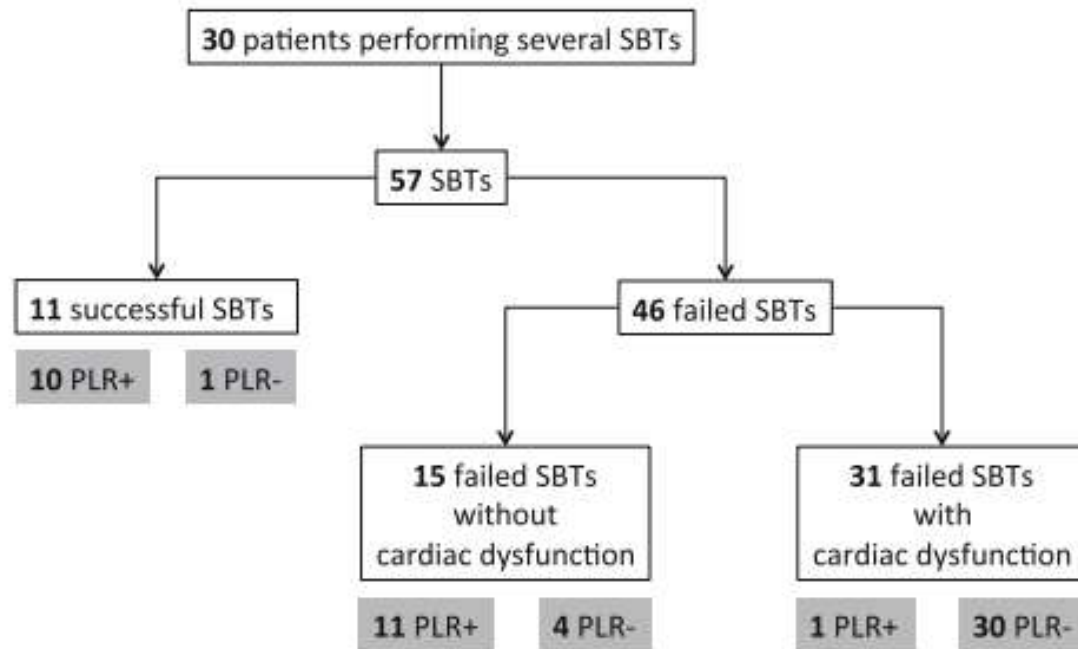 30 patients performing several SBTs
57 SBTs
11 successful SBTs
46 failed SBTs
10 PLR+
1 PLR-
15 failed SBTs
without
cardiac dysfunction
31 failed SBTs
with
cardiac dysfunction
11 PLR+
4 PLR-
1 PLR+
30 PLR-